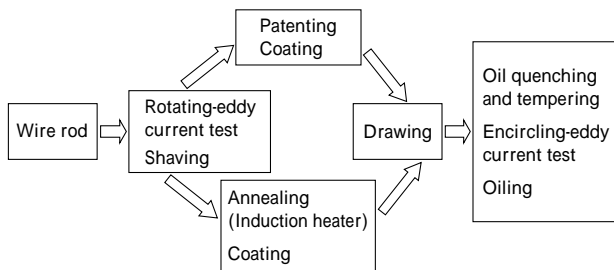 Wire rod
Rotating-eddy
current test
Shaving
Patenting
Coating
Annealing
(Induction heater)
Coating
Drawing
Oil quenching
and tempering
Encircling-eddy
current test
Oiling